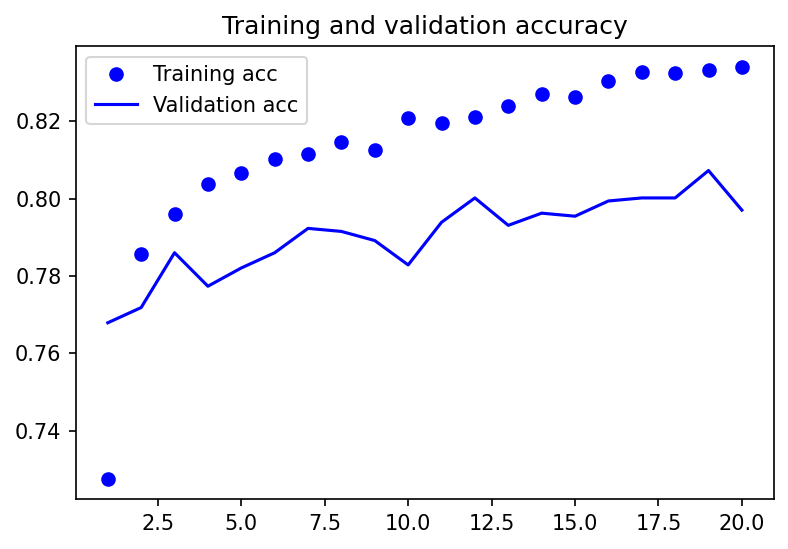 Training and validation accuracy
Training acc
Validation acc
0.82
0.80
0.78
0.76
0.74
2.5 5.0 7.5 10.0 12.5 15.0 17.5 20.0